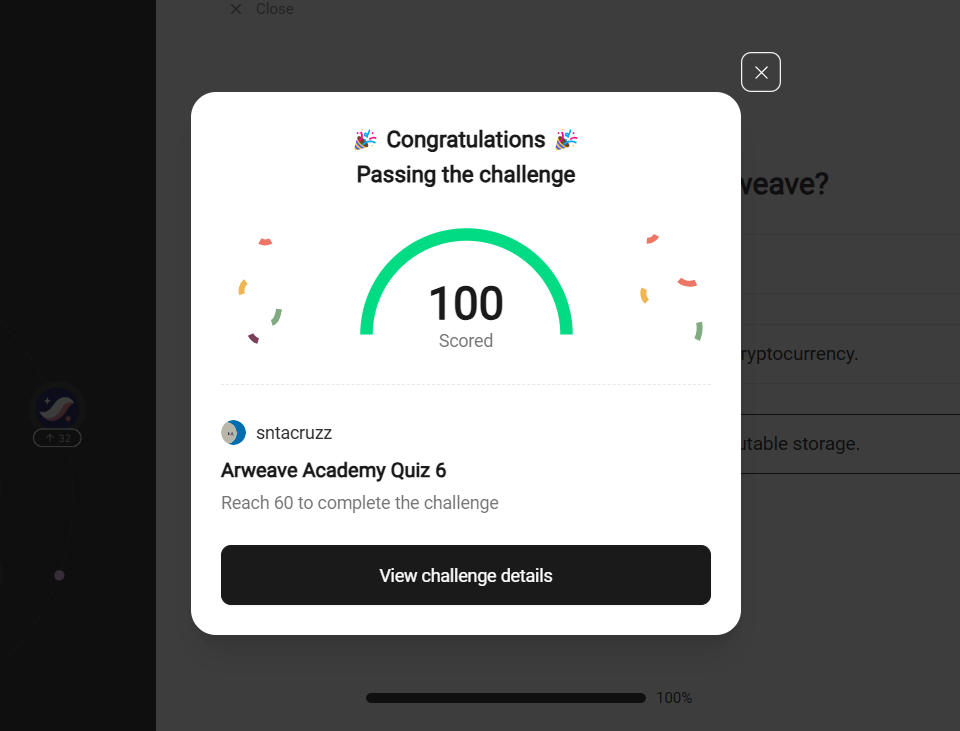 Close
Congratulations
Passing the challenge
weave?
100
Scored
ryptocurrency.
32
sntacruzz
utable storage.
Arweave Academy Quiz 6
Reach 60 to complete the challenge
View challenge details
100%